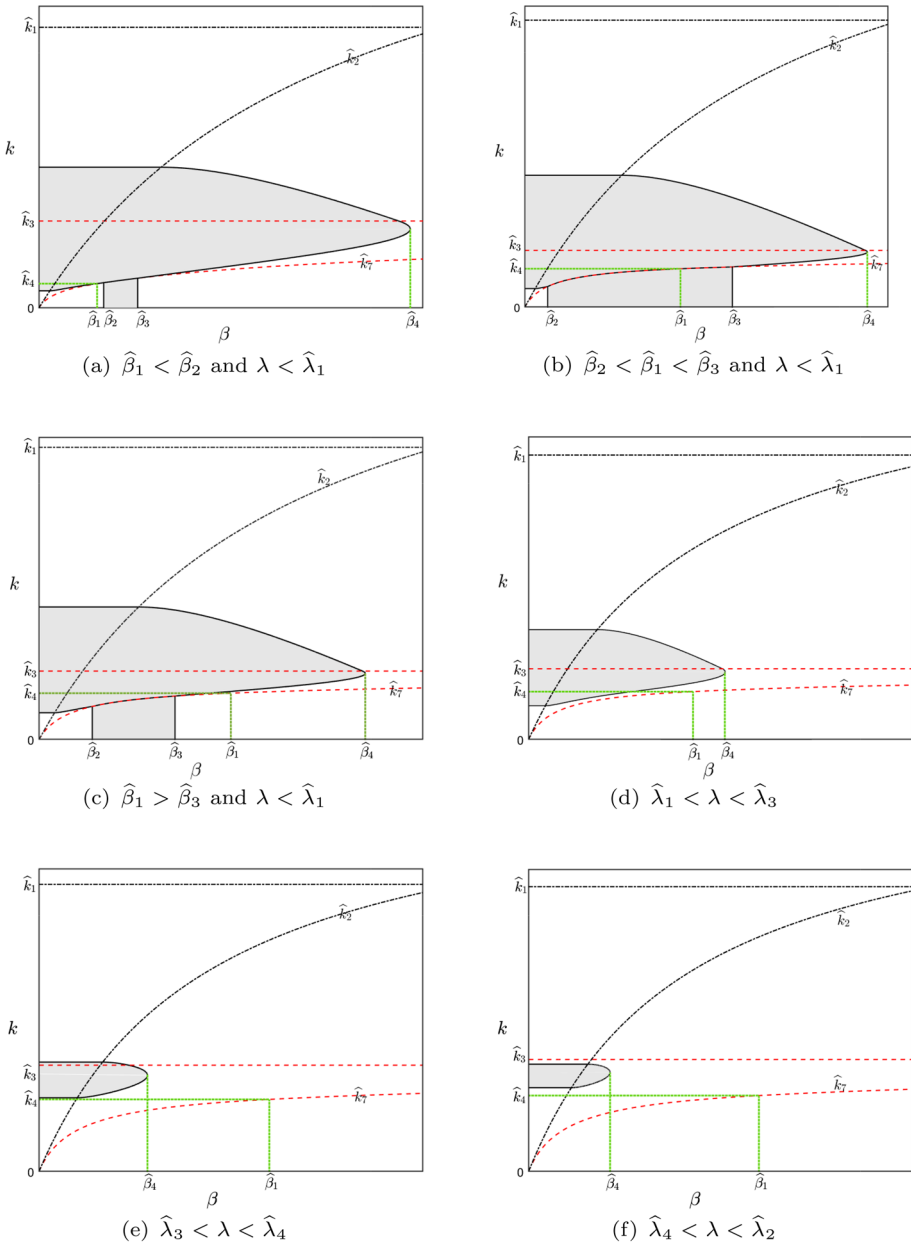 k̂₁
k̂₂
k
k̂₃
k̂₇
k̂₄
0
β̂₁ β̂₂ β̂₃ β̂₄
β
(a) β̂₁ < β̂₂ and λ < λ̂₁
k̂₁
k̂₂
k
k̂₃
k̂₇
k̂₄
0
β̂₂ β̂₁ β̂₃ β̂₄
β
(b) β̂₂ < β̂₁ < β̂₃ and λ < λ̂₁
k̂₁
k̂₂
k
k̂₃
k̂₄
k̂₇
0
β̂₂ β̂₃ β̂₁ β̂₄
β
(c) β̂₁ > β̂₃ and λ < λ̂₁
k̂₁
k̂₂
k
k̂₃
k̂₄
k̂₇
0
β̂₁ β̂₄
β
(d) λ̂₁ < λ < λ̂₃
k̂₁
k̂₂
k
k̂₃
k̂₄
k̂₇
0
β̂₄ β̂₁
β
(e) λ̂₃ < λ < λ̂₄
k̂₁
k̂₂
k
k̂₃
k̂₇
k̂₄
0
β̂₄ β̂₁
β
(f) λ̂₄ < λ < λ̂₂